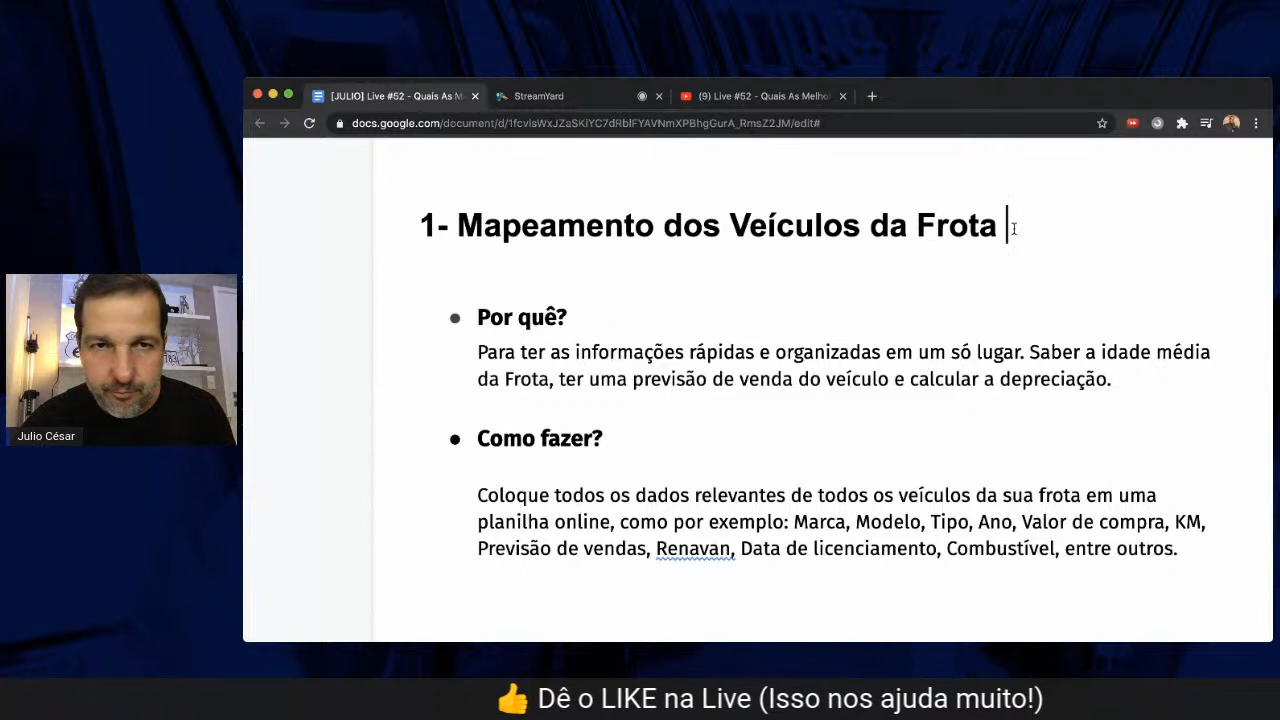 [JULIO] Live #52 - Quais As M
StreamYard
(9) Live #52 - Quais As Melho
docs.google.com/document/d/1fcvisWxJZaSKiYC7dRblFYAVNmXPBhgGurA_RmsZ2JM/edit#
1- Mapeamento dos Veículos da Frota
Por quê?
Para ter as informações rápidas e organizadas em um só lugar. Saber a idade média
da Frota, ter uma previsão de venda do veículo e calcular a depreciação.
Como fazer?
Coloque todos os dados relevantes de todos os veículos da sua frota em uma
planilha online, como por exemplo: Marca, Modelo, Tipo, Ano, Valor de compra, KM,
Previsão de vendas, Renavan, Data de licenciamento, Combustível, entre outros.
Julio César
👍 Dê o LIKE na Live (Isso nos ajuda muito!)